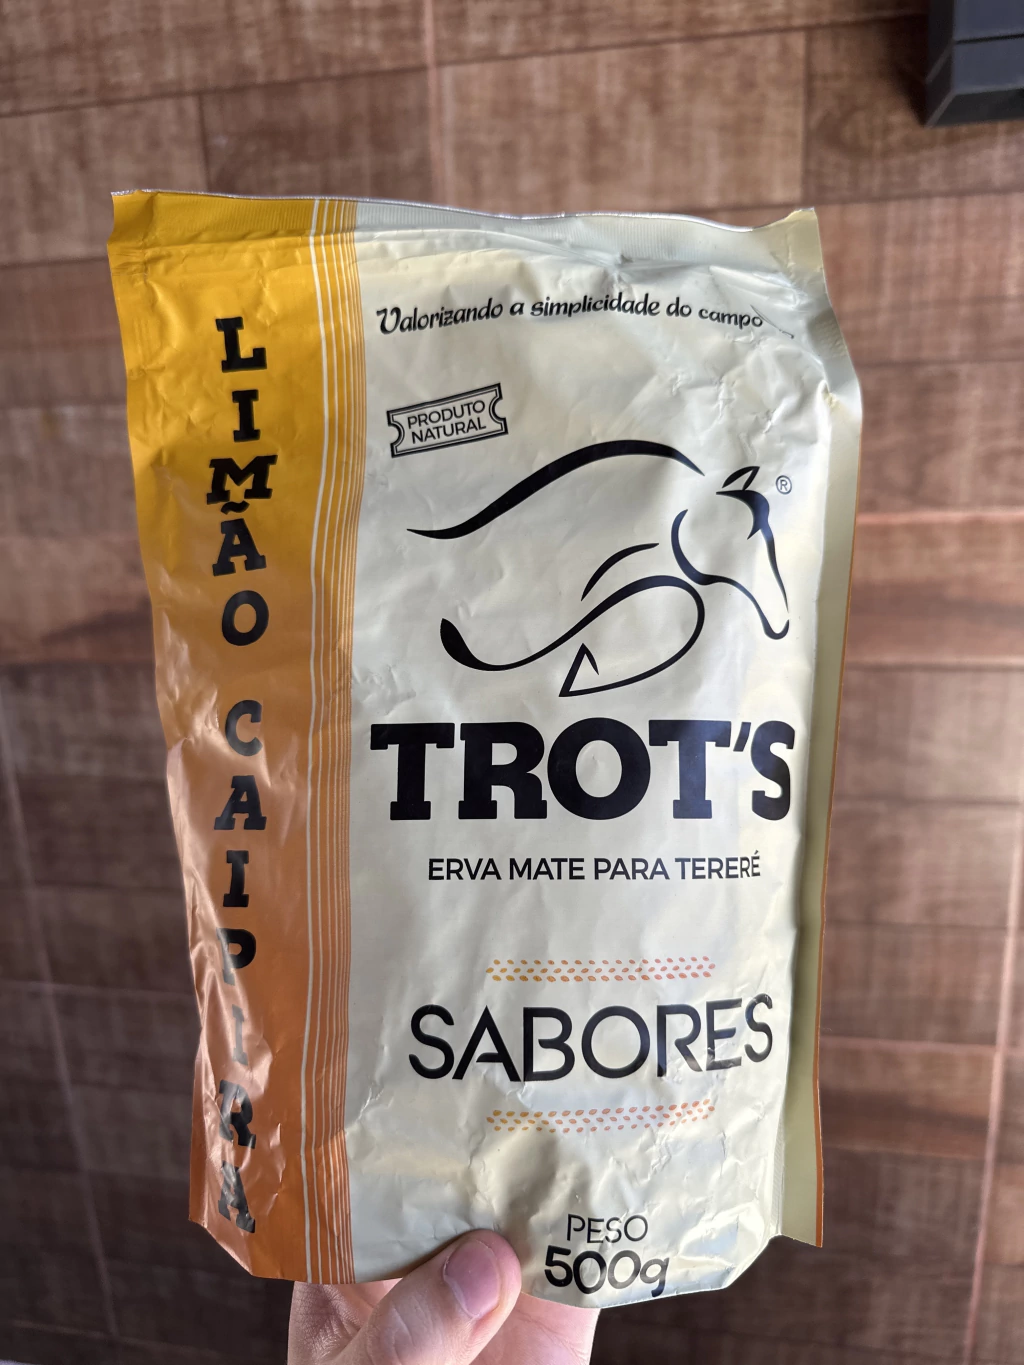 LIMÃO CAIPIRA
Valorizando a simplicidade do campo
PRODUTO
NATURAL
®
TROT'S
ERVA MATE PARA TERERÉ
SABORES
PESO
500g